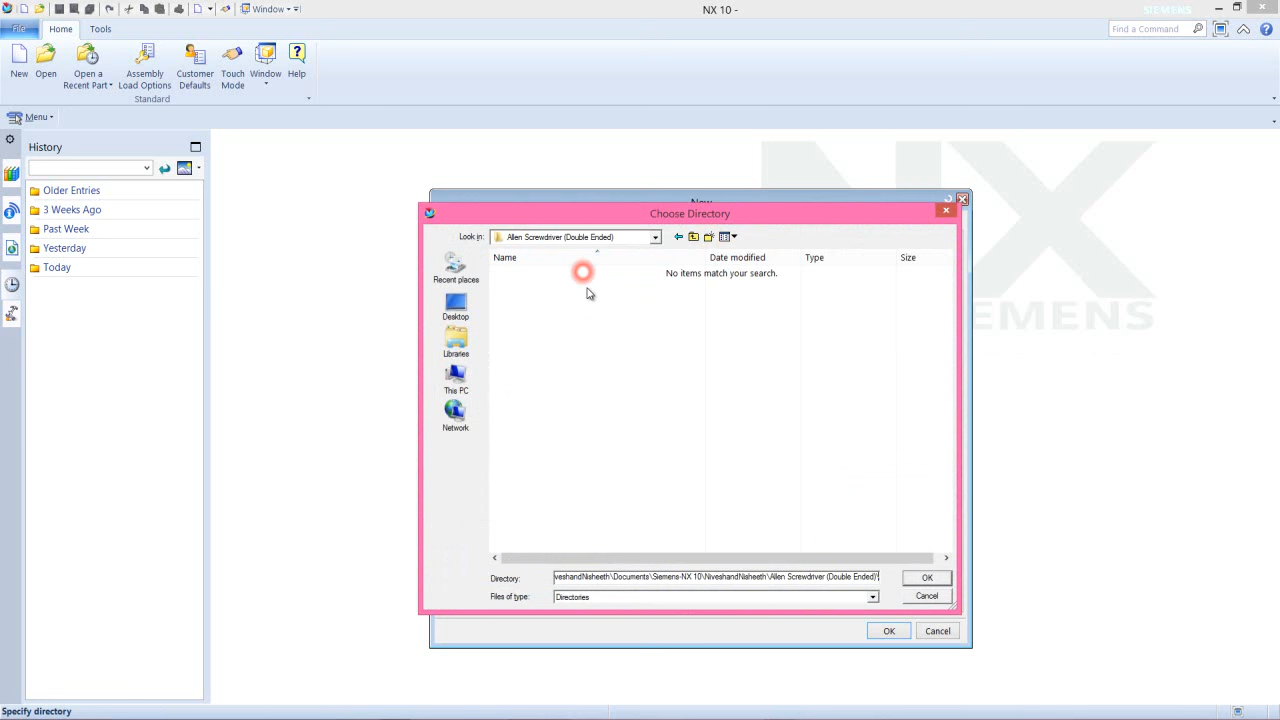 NX 10 -
SIEMENS
Window
File
Home
Tools
Find a Command
New
Open
Open a
Recent Part
Assembly
Load Options
Customer
Defaults
Touch
Mode
Window
Help
Standard
Menu
History
Older Entries
3 Weeks Ago
Past Week
Yesterday
Today
NX
New
Choose Directory
Look in:
Allen Screwdriver (Double Ended)
Name
Date modified
Type
Size
No items match your search.
Recent places
Desktop
Libraries
This PC
Network
EMENS
Directory:
iveshandNisheeth\Documents\Siemens-NX 10\NiveshandNisheeth\Allen Screwdriver (Double Ended)\
OK
Files of type:
Directories
Cancel
OK
Cancel
Specify directory